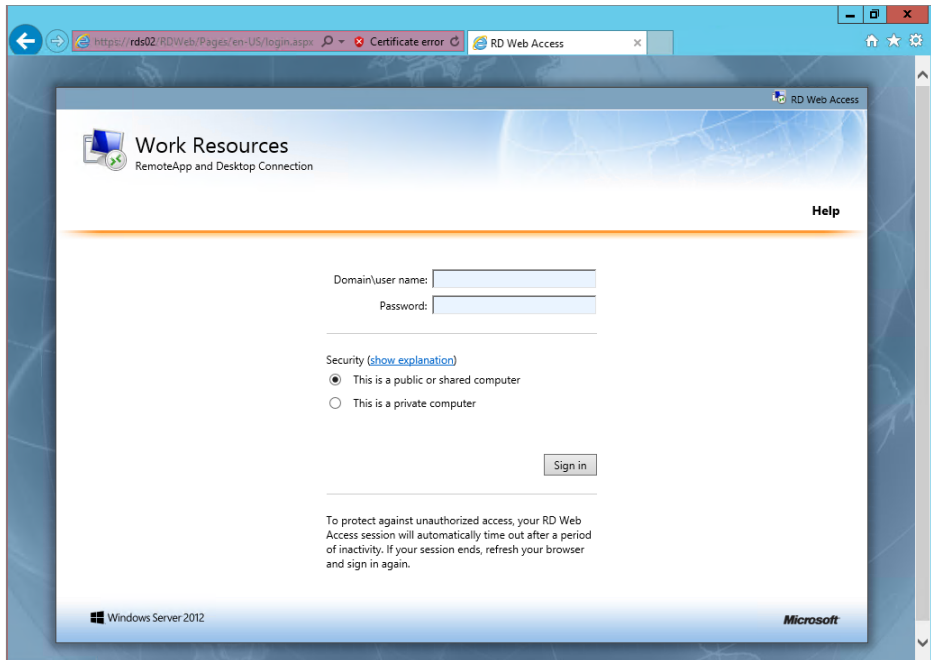 https://rds02/RDWeb/Pages/en-US/login.aspx
Certificate error
RD Web Access
RD Web Access
Work Resources
RemoteApp and Desktop Connection
Help
Domain\user name:
Password:
Security (show explanation)
This is a public or shared computer
This is a private computer
Sign in
To protect against unauthorized access, your RD Web
Access session will automatically time out after a period
of inactivity. If your session ends, refresh your browser
and sign in again.
Windows Server 2012
Microsoft